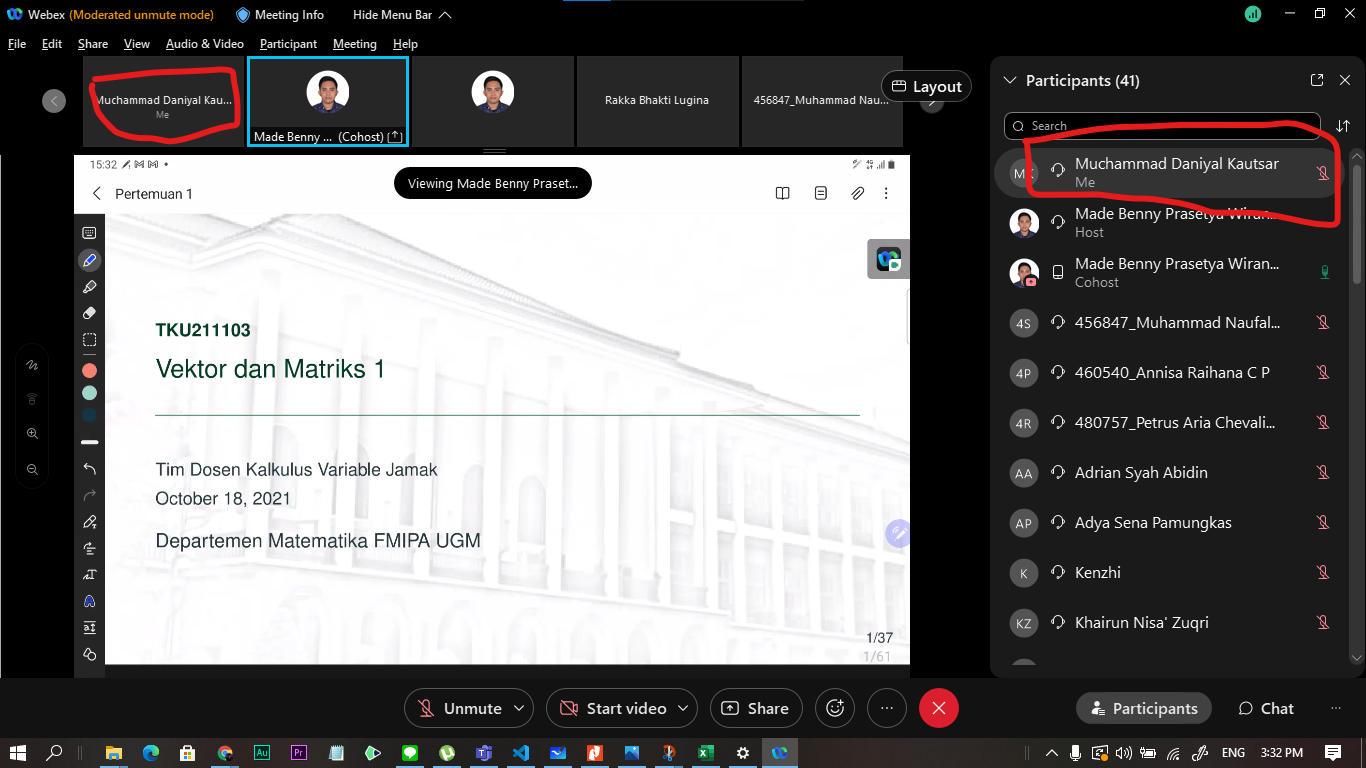 Webex (Moderated unmute mode) Meeting Info Hide Menu Bar
File Edit Share View Audio & Video Participant Meeting Help
Muchammad Daniyal Kau...
Me
Made Benny ... (Cohost)
Rakka Bhakti Lugina
456847_Muhammad Nau...
Layout
15:32
Viewing Made Benny Praset...
Pertemuan 1
TKU211103
Vektor dan Matriks 1
Tim Dosen Kalkulus Variable Jamak
October 18, 2021
Departemen Matematika FMIPA UGM
1/37
1/61
Participants (41)
Search
Muchammad Daniyal Kautsar
Me
Made Benny Prasetya Wiran...
Host
Made Benny Prasetya Wiran...
Cohost
4S 456847_Muhammad Naufal...
4P 460540_Annisa Raihana C P
4R 480757_Petrus Aria Chevali...
AA Adrian Syah Abidin
AP Adya Sena Pamungkas
K Kenzhi
KZ Khairun Nisa' Zuqri
Unmute Start video Share Participants Chat
Au Pr ENG 3:32 PM